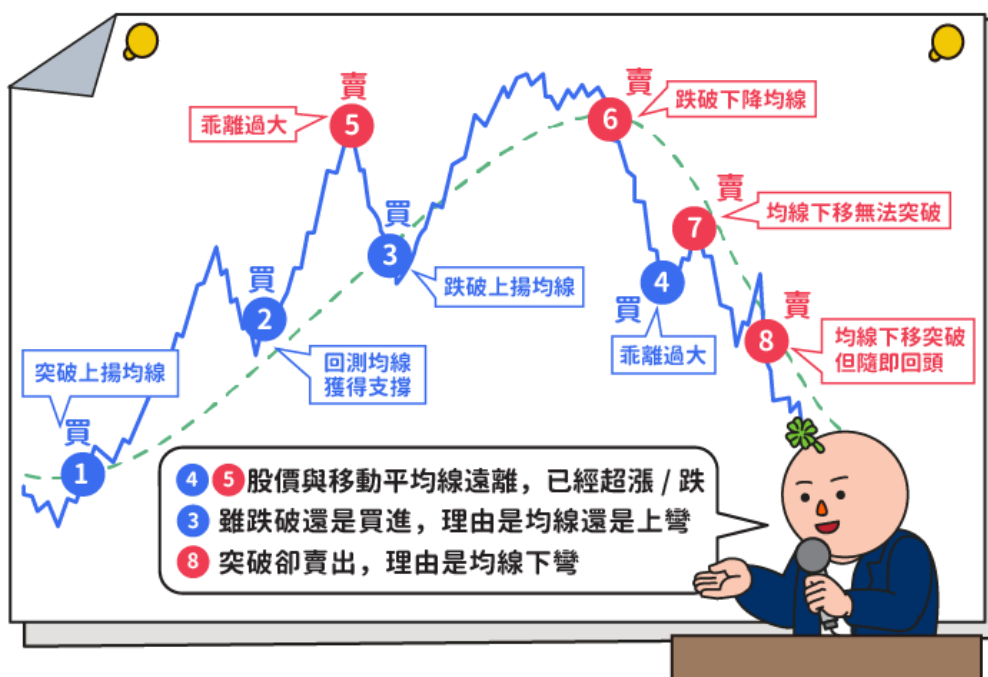 賣
乖離過大
5
賣
6
跌破下降均線
買
3
跌破上揚均線
賣
7
均線下移無法突破
買
2
回測均線
獲得支撐
4
買
乖離過大
賣
8
均線下移突破
但隨即回頭
突破上揚均線
買
1
4 5 股價與移動平均線遠離，已經超漲 / 跌
3 雖跌破還是買進，理由是均線還是上彎
8 突破卻賣出，理由是均線下彎